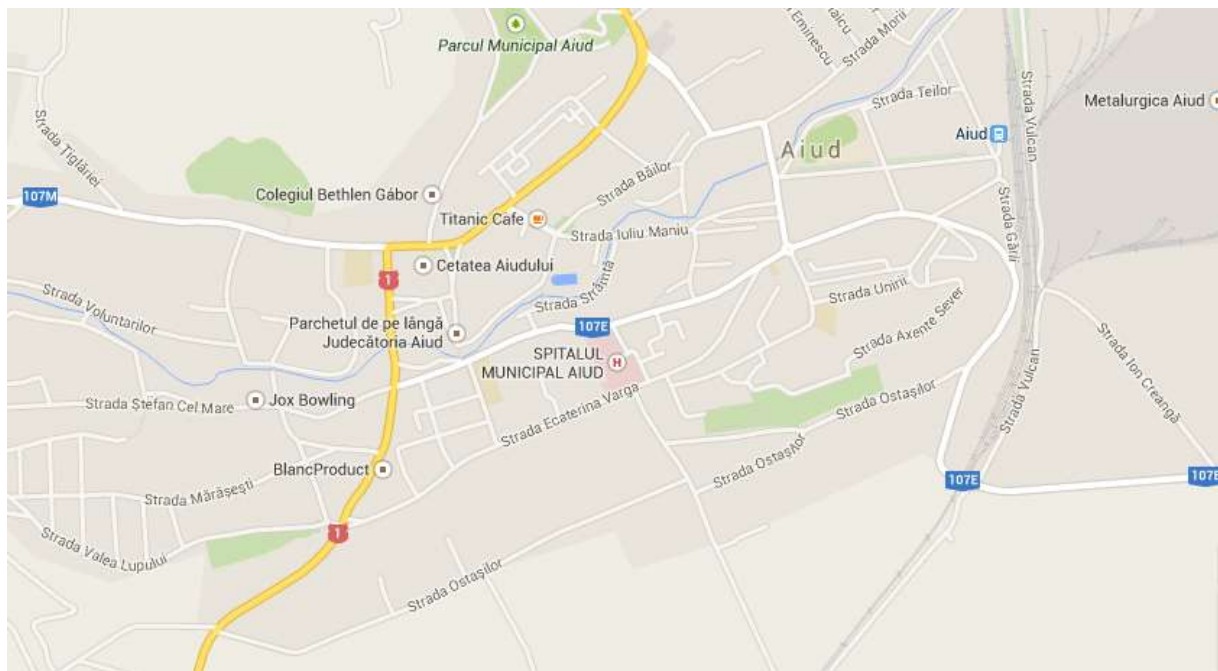 Parcul Municipal Aiud
Eminescu
Strada Morii
Strada Teilor
Strada Vulcan
Metalurgica Aiud
Aiud
Aiud
Strada Țiglăriei
107M
Colegiul Bethlen Gábor
Strada Băilor
Titanic Cafe
Strada Iuliu Maniu
Strada Gării
Cetatea Aiudului
1
Strada Voluntarilor
Strada Strâmtă
Strada Unirii
Strada Axente Sever
Parchetul de pe lângă
Judecătoria Aiud
107E
SPITALUL
MUNICIPAL AIUD
H
Strada Vulcan
Strada Ion Creangă
Strada Ștefan Cel Mare
Jox Bowling
Strada Ecaterina Varga
Strada Ostașilor
BlancProduct
Strada Ostașilor
107E
107E
Strada Mărășești
1
Strada Valea Lupului
Strada Ostașilor